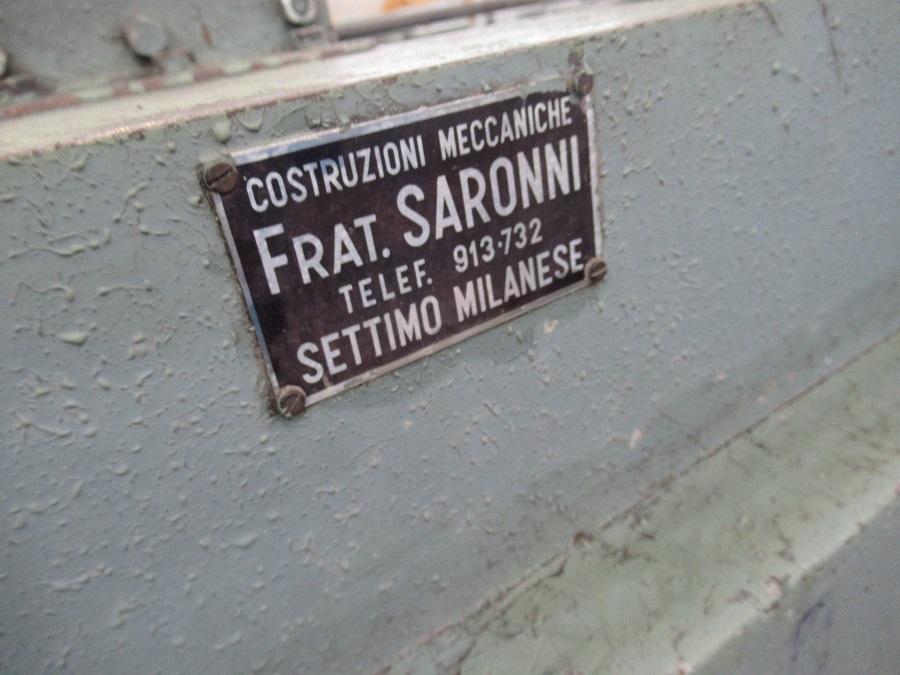 COSTRUZIONI MECCANICHE
FRAT. SARONNI
TELEF. 913-732
SETTIMO MILANESE